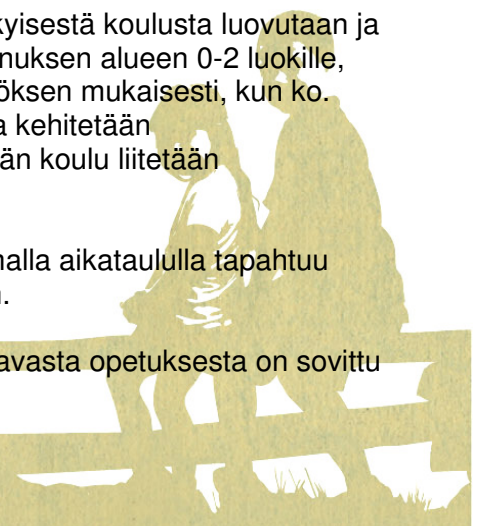 kyisestä koulusta luovutaan ja
nuksen alueen 0-2 luokille,
öksen mukaisesti, kun ko.
a kehitetään
än koulu liitetään
nalla aikataululla tapahtuu
n.
avasta opetuksesta on sovittu